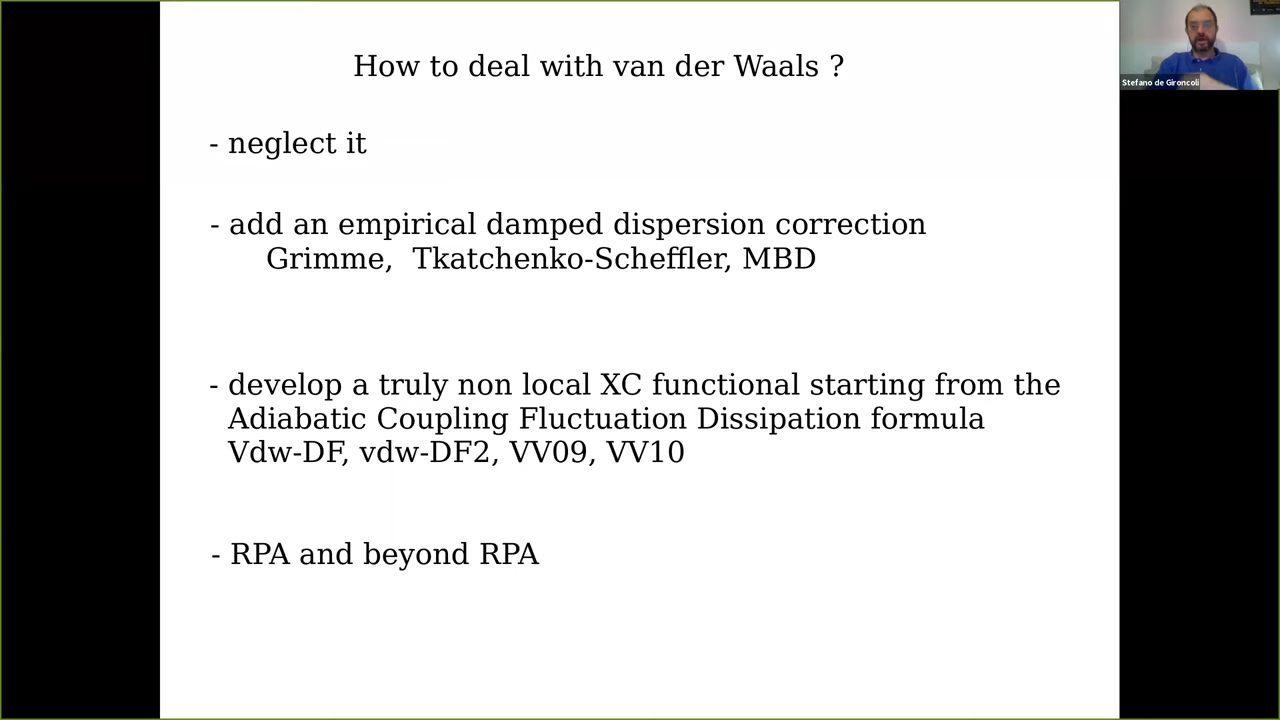 How to deal with van der Waals ?
- neglect it
- add an empirical damped dispersion correction
Grimme, Tkatchenko-Scheffler, MBD
- develop a truly non local XC functional starting from the
Adiabatic Coupling Fluctuation Dissipation formula
Vdw-DF, vdw-DF2, VV09, VV10
- RPA and beyond RPA
Stefano de Gironcoli